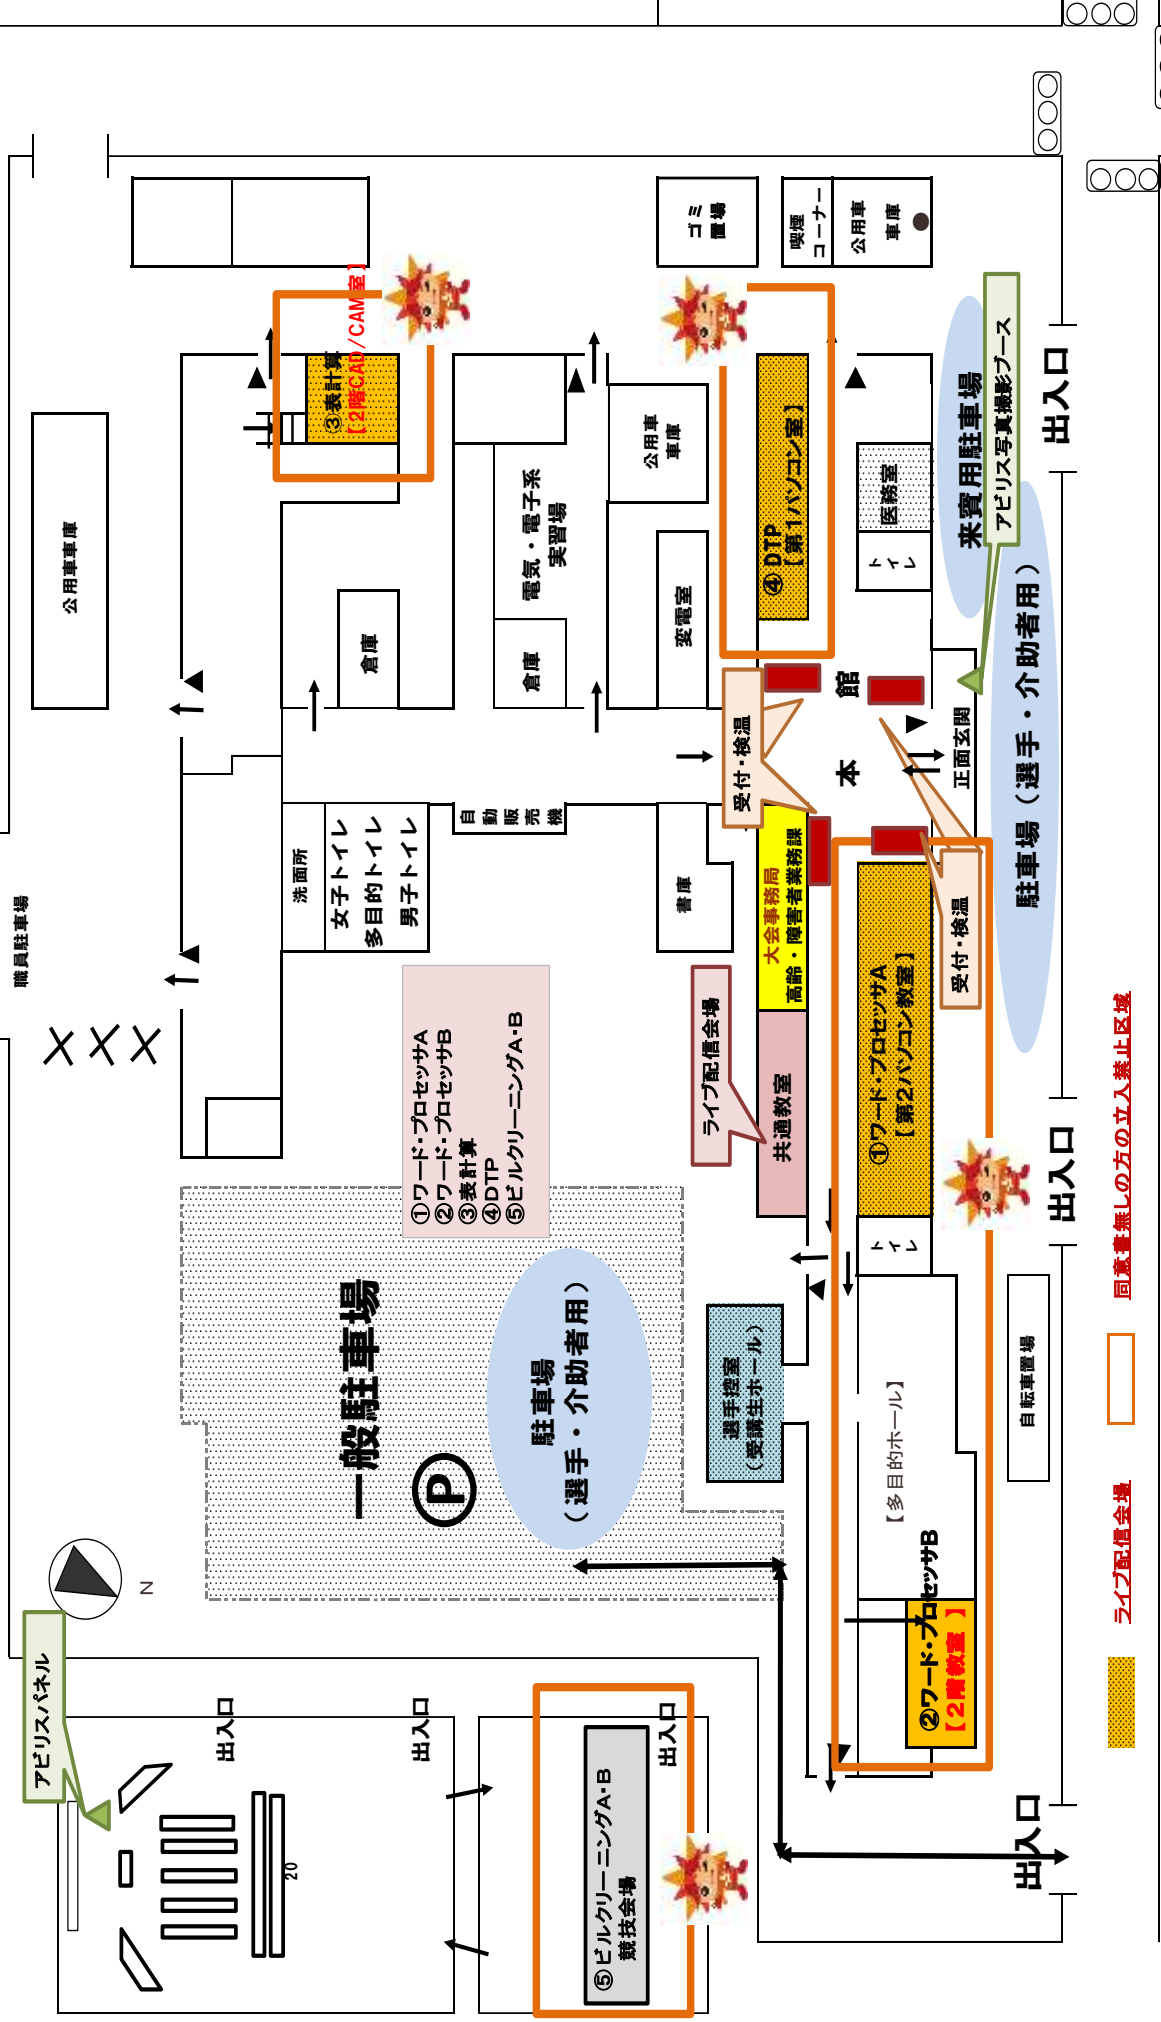 アビリスパネル
N
20
出入口
出入口
出入口
⑤ビルクリーニングA・B
競技会場
職員駐車場
公用車車庫
③表計算
【2階CAD/CAM室】
倉庫
電気・電子系
実習場
倉庫
公用車
車庫
変電室
ゴミ
置場
喫煙
コーナー
公用車
車庫
洗面所
女子トイレ
多目的トイレ
男子トイレ
自動販売機
書庫
①ワード・プロセッサA
②ワード・プロセッサB
③表計算
④DTP
⑤ビルクリーニングA・B
一般駐車場
P
駐車場
（選手・介助者用）
選手控室
（受講生ホール）
ライブ配信会場
共通教室
大会事務局
高齢・障害者業務課
受付・検温
④DTP
【第1パソコン室】
本館
医務室
トイレ
正面玄関
受付・検温
①ワード・プロセッサA
【第2パソコン教室】
トイレ
【多目的ホール】
②ワード・プロセッサB
【2階教室 】
来賓用駐車場
アビリス写真撮影ブース
駐車場（選手・介助者用）
自転車置場
出入口
出入口
出入口
ライブ配信会場
同意書無しの方の立入禁止区域